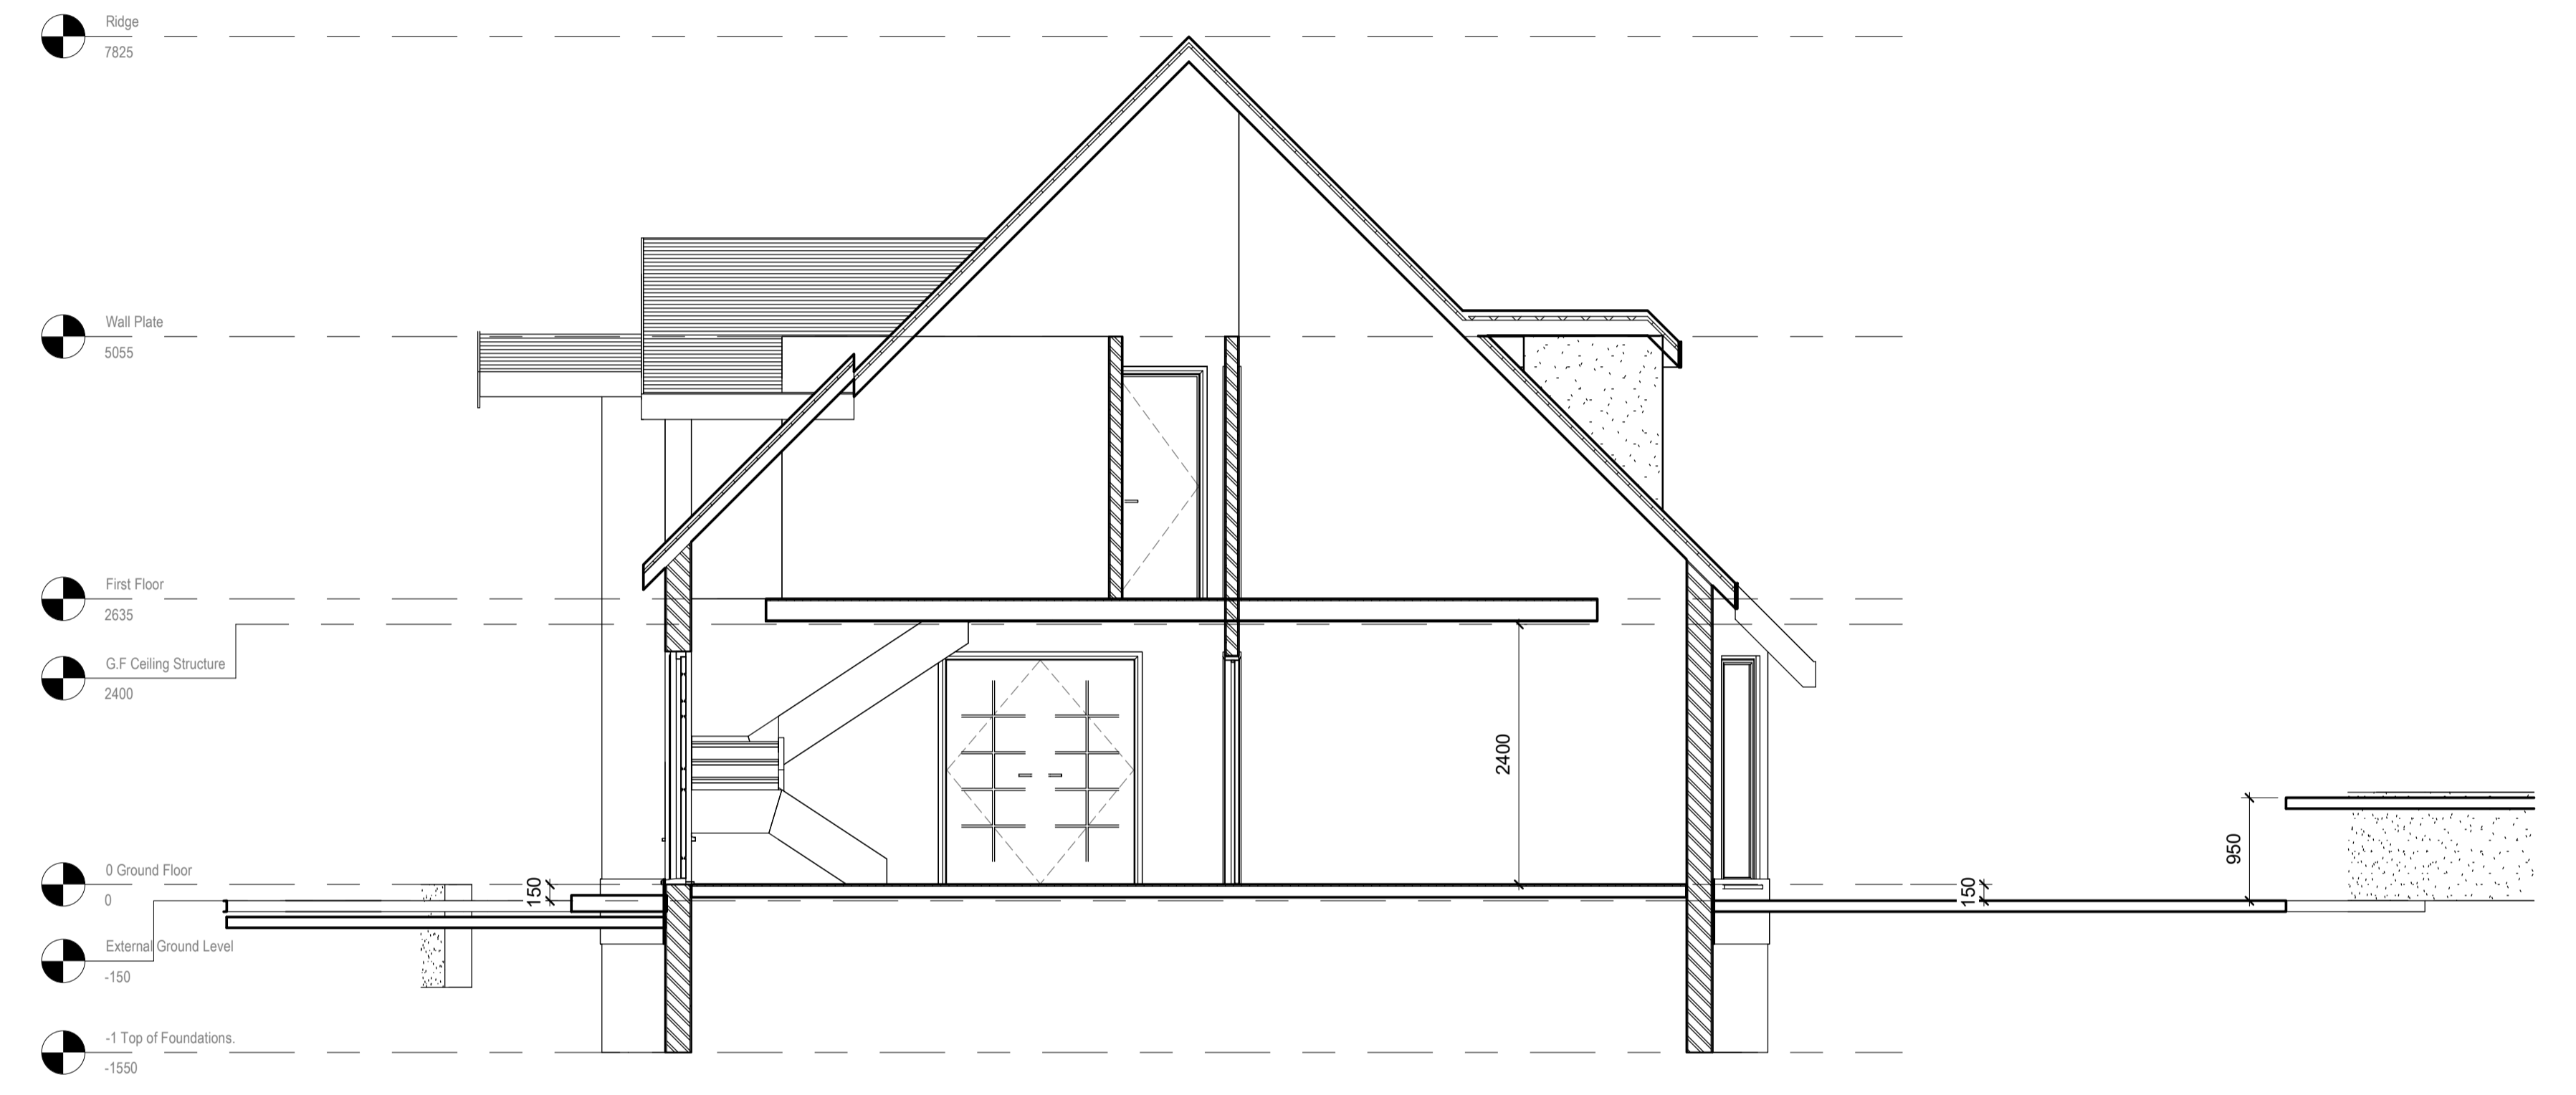 Ridge
7825
Wall Plate
5055
First Floor
2635
G.F Ceiling Structure
2400
2400
950
0 Ground Floor
0
150
150
External Ground Level
-150
-1 Top of Foundations.
-1550